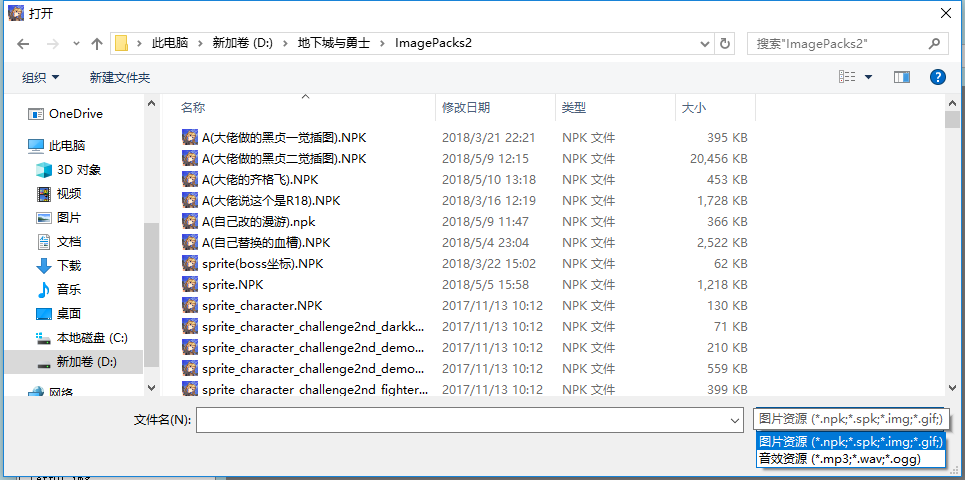 打开
此电脑 › 新加卷 (D:) › 地下城与勇士 › ImagePacks2
搜索"ImagePacks2"
组织
新建文件夹
OneDrive
此电脑
3D 对象
视频
图片
文档
下载
音乐
桌面
本地磁盘 (C:)
新加卷 (D:)
网络
名称 修改日期 类型 大小
A(大佬做的黑贞一觉插图).NPK 2018/3/21 22:21 NPK 文件 395 KB
A(大佬做的黑贞二觉插图).NPK 2018/5/9 12:15 NPK 文件 20,456 KB
A(大佬的齐格飞).NPK 2018/5/10 13:18 NPK 文件 453 KB
A(大佬说这个是R18).NPK 2018/3/16 12:19 NPK 文件 1,728 KB
A(自己改的漫游).npk 2018/5/9 11:47 NPK 文件 366 KB
A(自己替换的血槽).NPK 2018/5/4 23:04 NPK 文件 2,522 KB
sprite(boss坐标).NPK 2018/3/22 15:02 NPK 文件 62 KB
sprite.NPK 2018/5/5 15:58 NPK 文件 1,218 KB
sprite_character.NPK 2017/11/13 10:12 NPK 文件 130 KB
sprite_character_challenge2nd_darkk... 2017/11/13 10:12 NPK 文件 71 KB
sprite_character_challenge2nd_demo... 2017/11/13 10:12 NPK 文件 210 KB
sprite_character_challenge2nd_demo... 2017/11/13 10:12 NPK 文件 559 KB
sprite_character_challenge2nd_fighter... 2017/11/13 10:12 NPK 文件 399 KB
文件名(N):
图片资源 (*.npk;*.spk;*.img;*.gif;)
图片资源 (*.npk;*.spk;*.img;*.gif;)
音效资源 (*.mp3;*.wav;*.ogg)